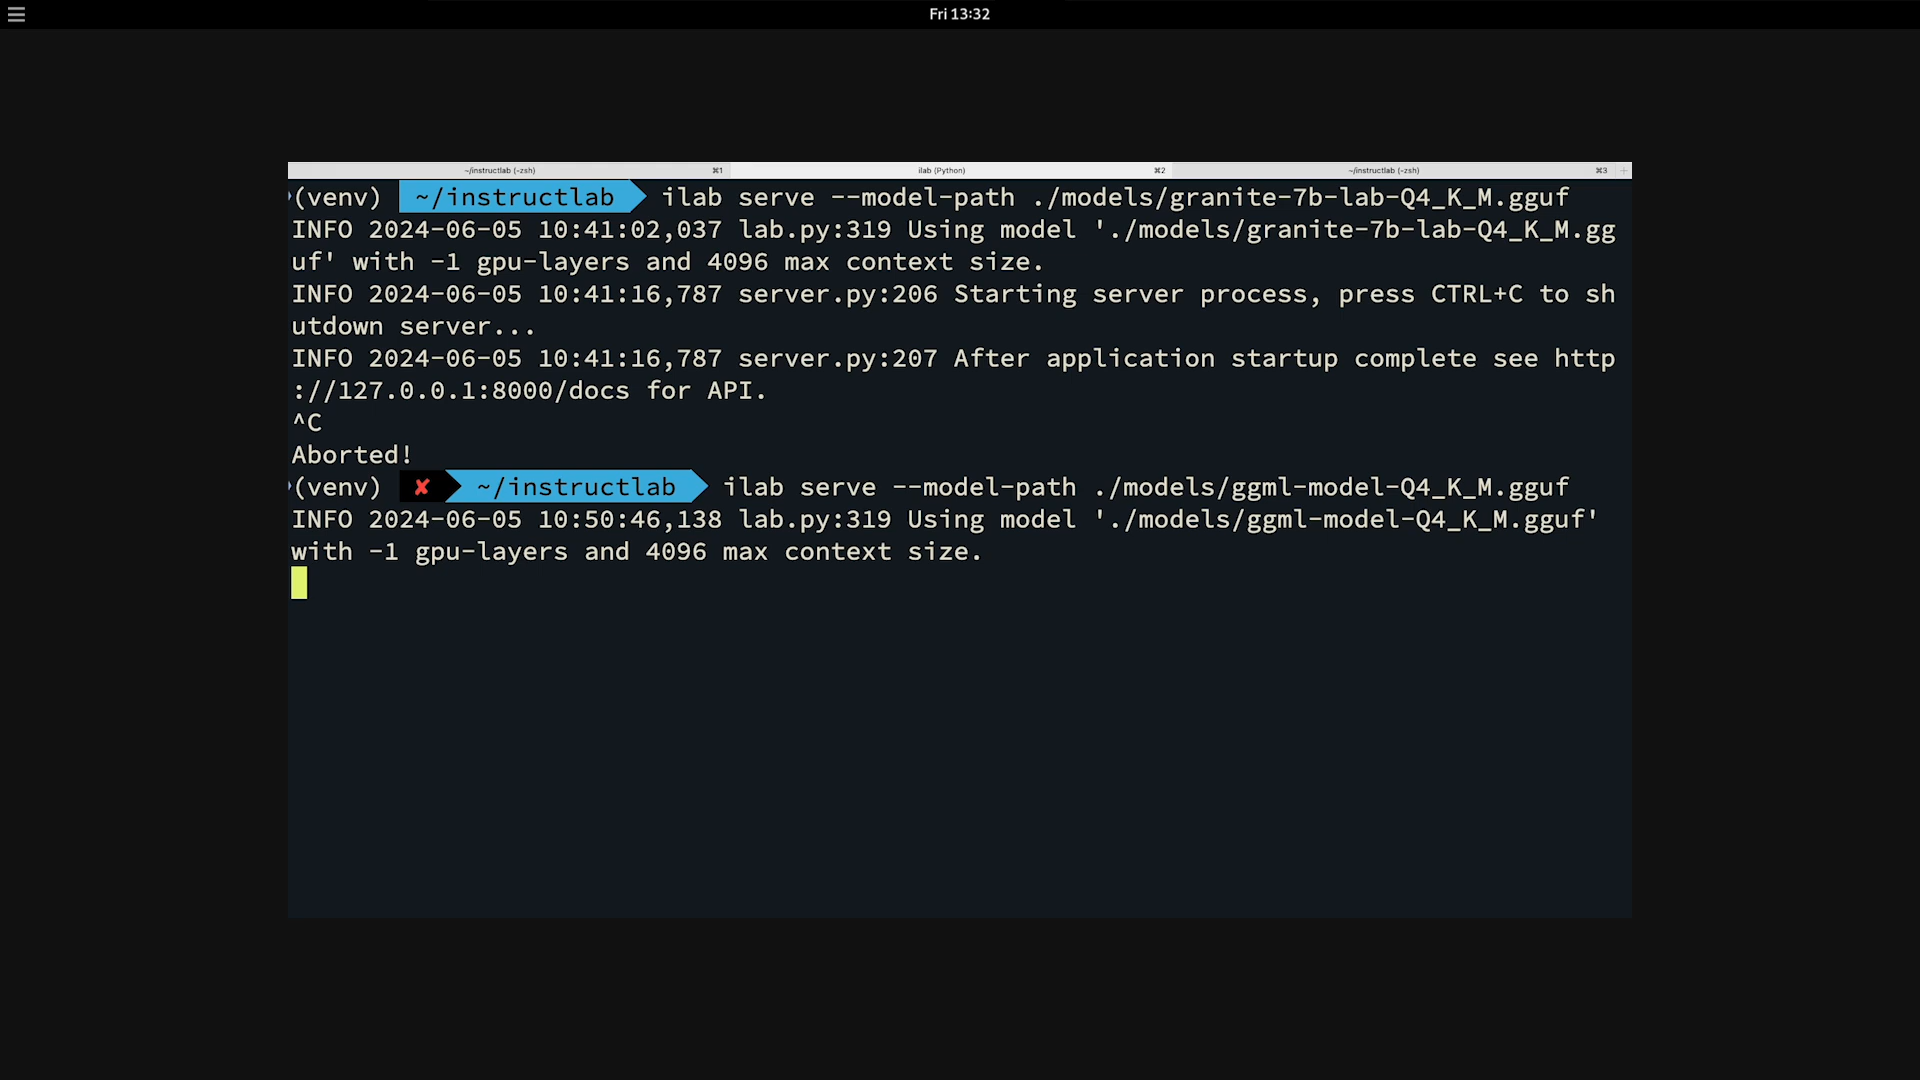 Fri 13:32
~/instructlab (-zsh) ⌘1 ilab (Python) ⌘2 ~/instructlab (-zsh) ⌘3 +
(venv) ~/instructlab ilab serve --model-path ./models/granite-7b-lab-Q4_K_M.gguf
INFO 2024-06-05 10:41:02,037 lab.py:319 Using model './models/granite-7b-lab-Q4_K_M.gg
uf' with -1 gpu-layers and 4096 max context size.
INFO 2024-06-05 10:41:16,787 server.py:206 Starting server process, press CTRL+C to sh
utdown server...
INFO 2024-06-05 10:41:16,787 server.py:207 After application startup complete see http
://127.0.0.1:8000/docs for API.
^C
Aborted!
(venv) ✘ ~/instructlab ilab serve --model-path ./models/ggml-model-Q4_K_M.gguf
INFO 2024-06-05 10:50:46,138 lab.py:319 Using model './models/ggml-model-Q4_K_M.gguf'
with -1 gpu-layers and 4096 max context size.